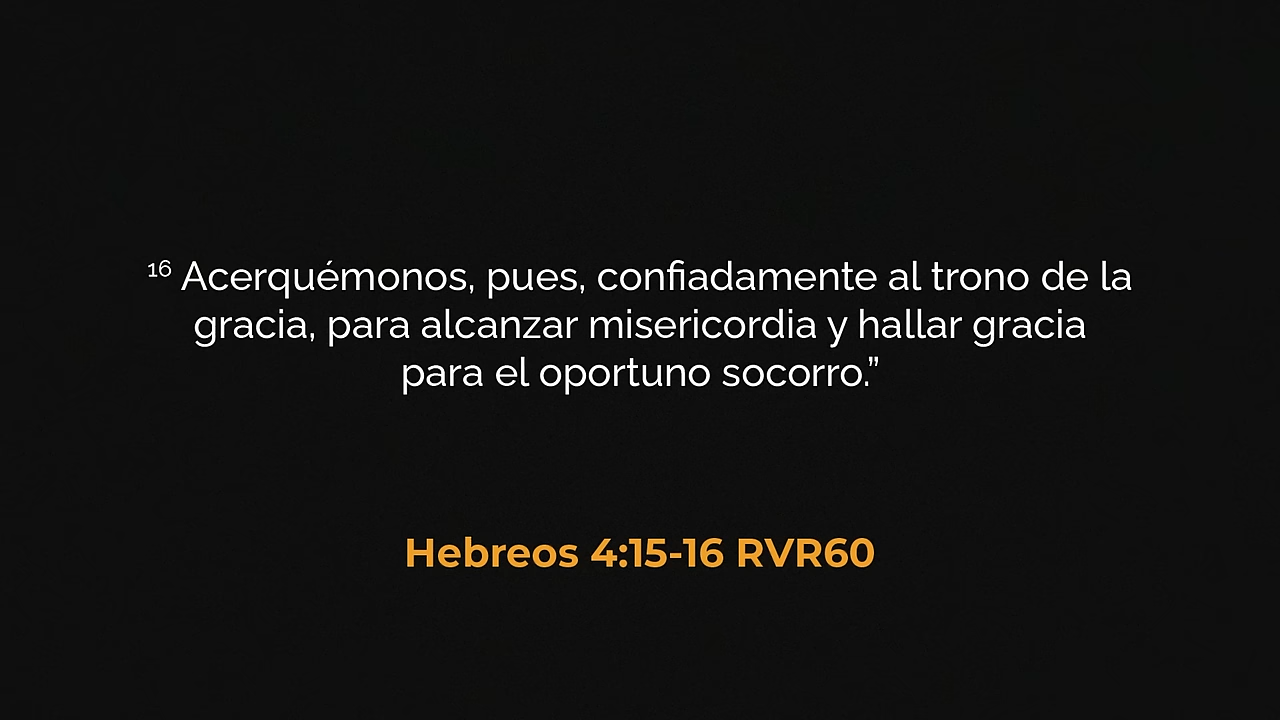 ¹⁶ Acerquémonos, pues, confiadamente al trono de la
gracia, para alcanzar misericordia y hallar gracia
para el oportuno socorro.”
Hebreos 4:15-16 RVR60